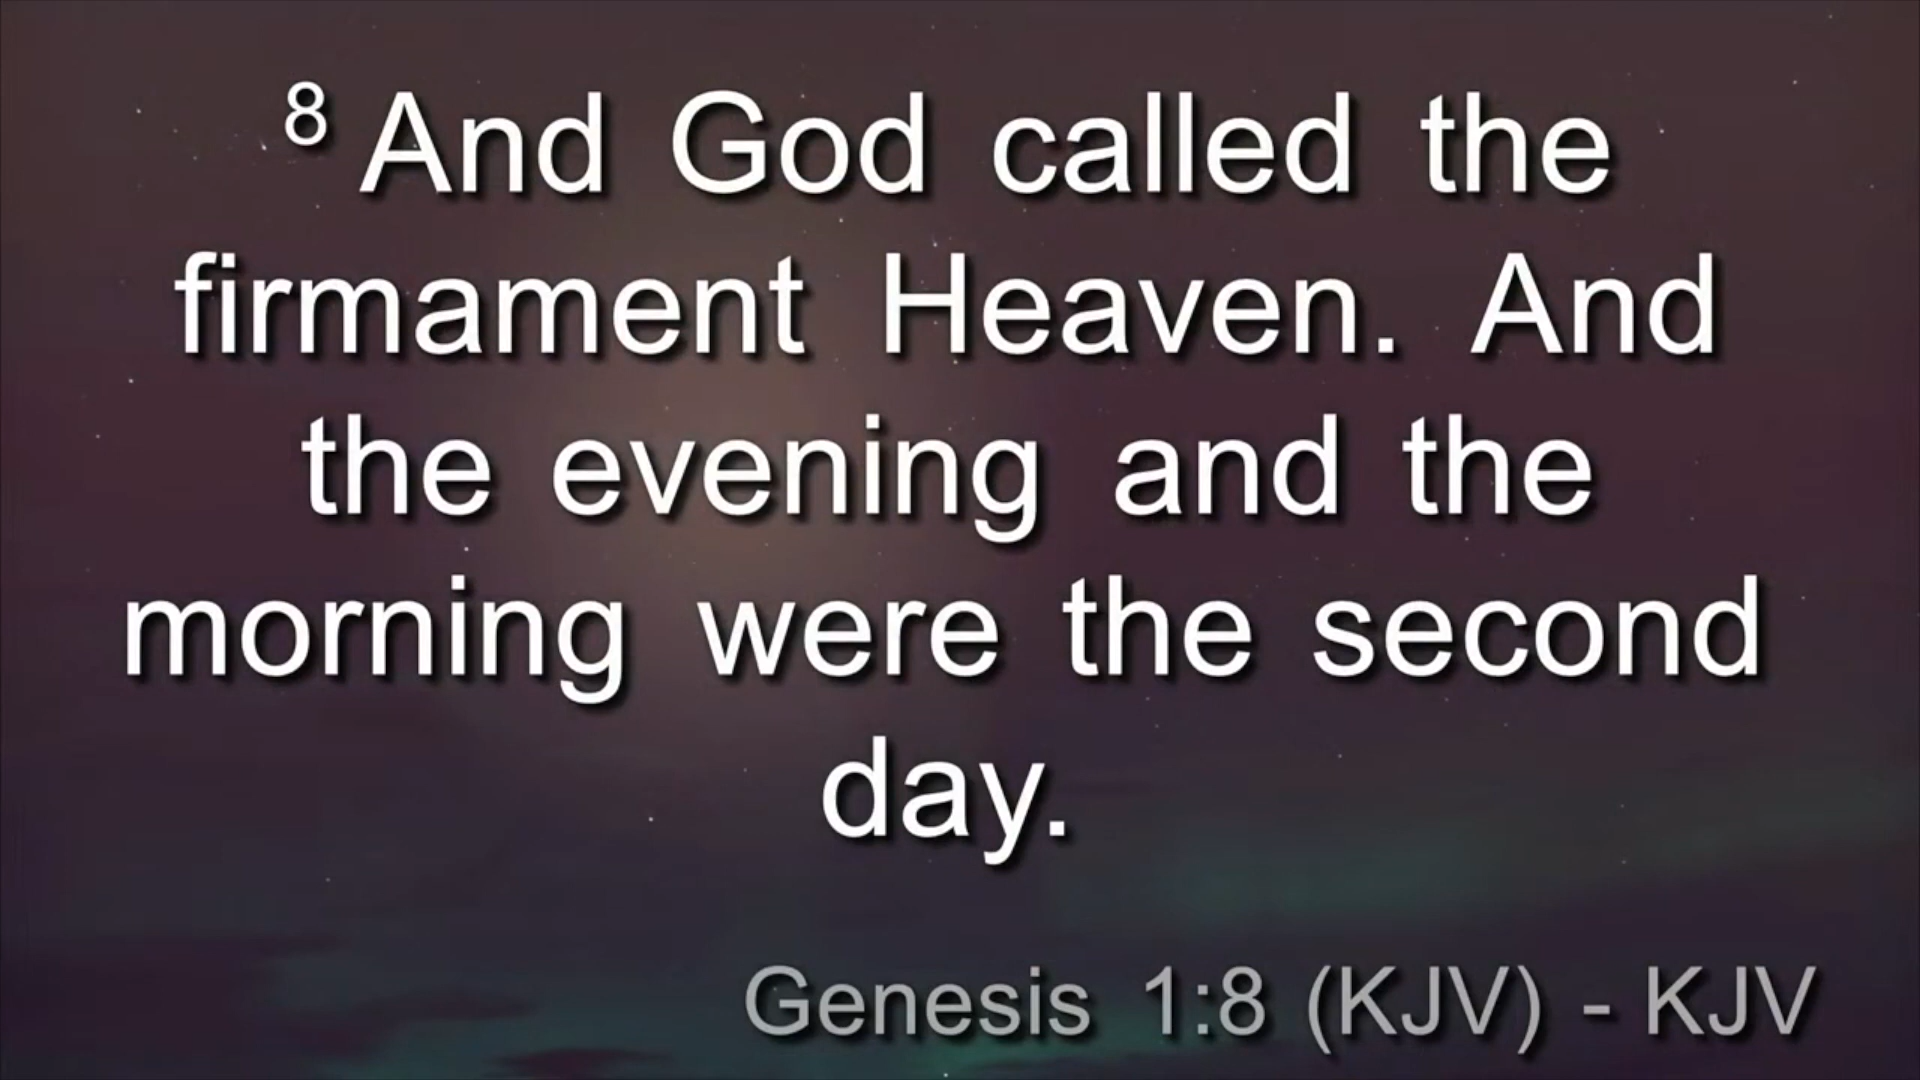 8 And God called the
firmament Heaven. And
the evening and the
morning were the second
day.
Genesis 1:8 (KJV) - KJV